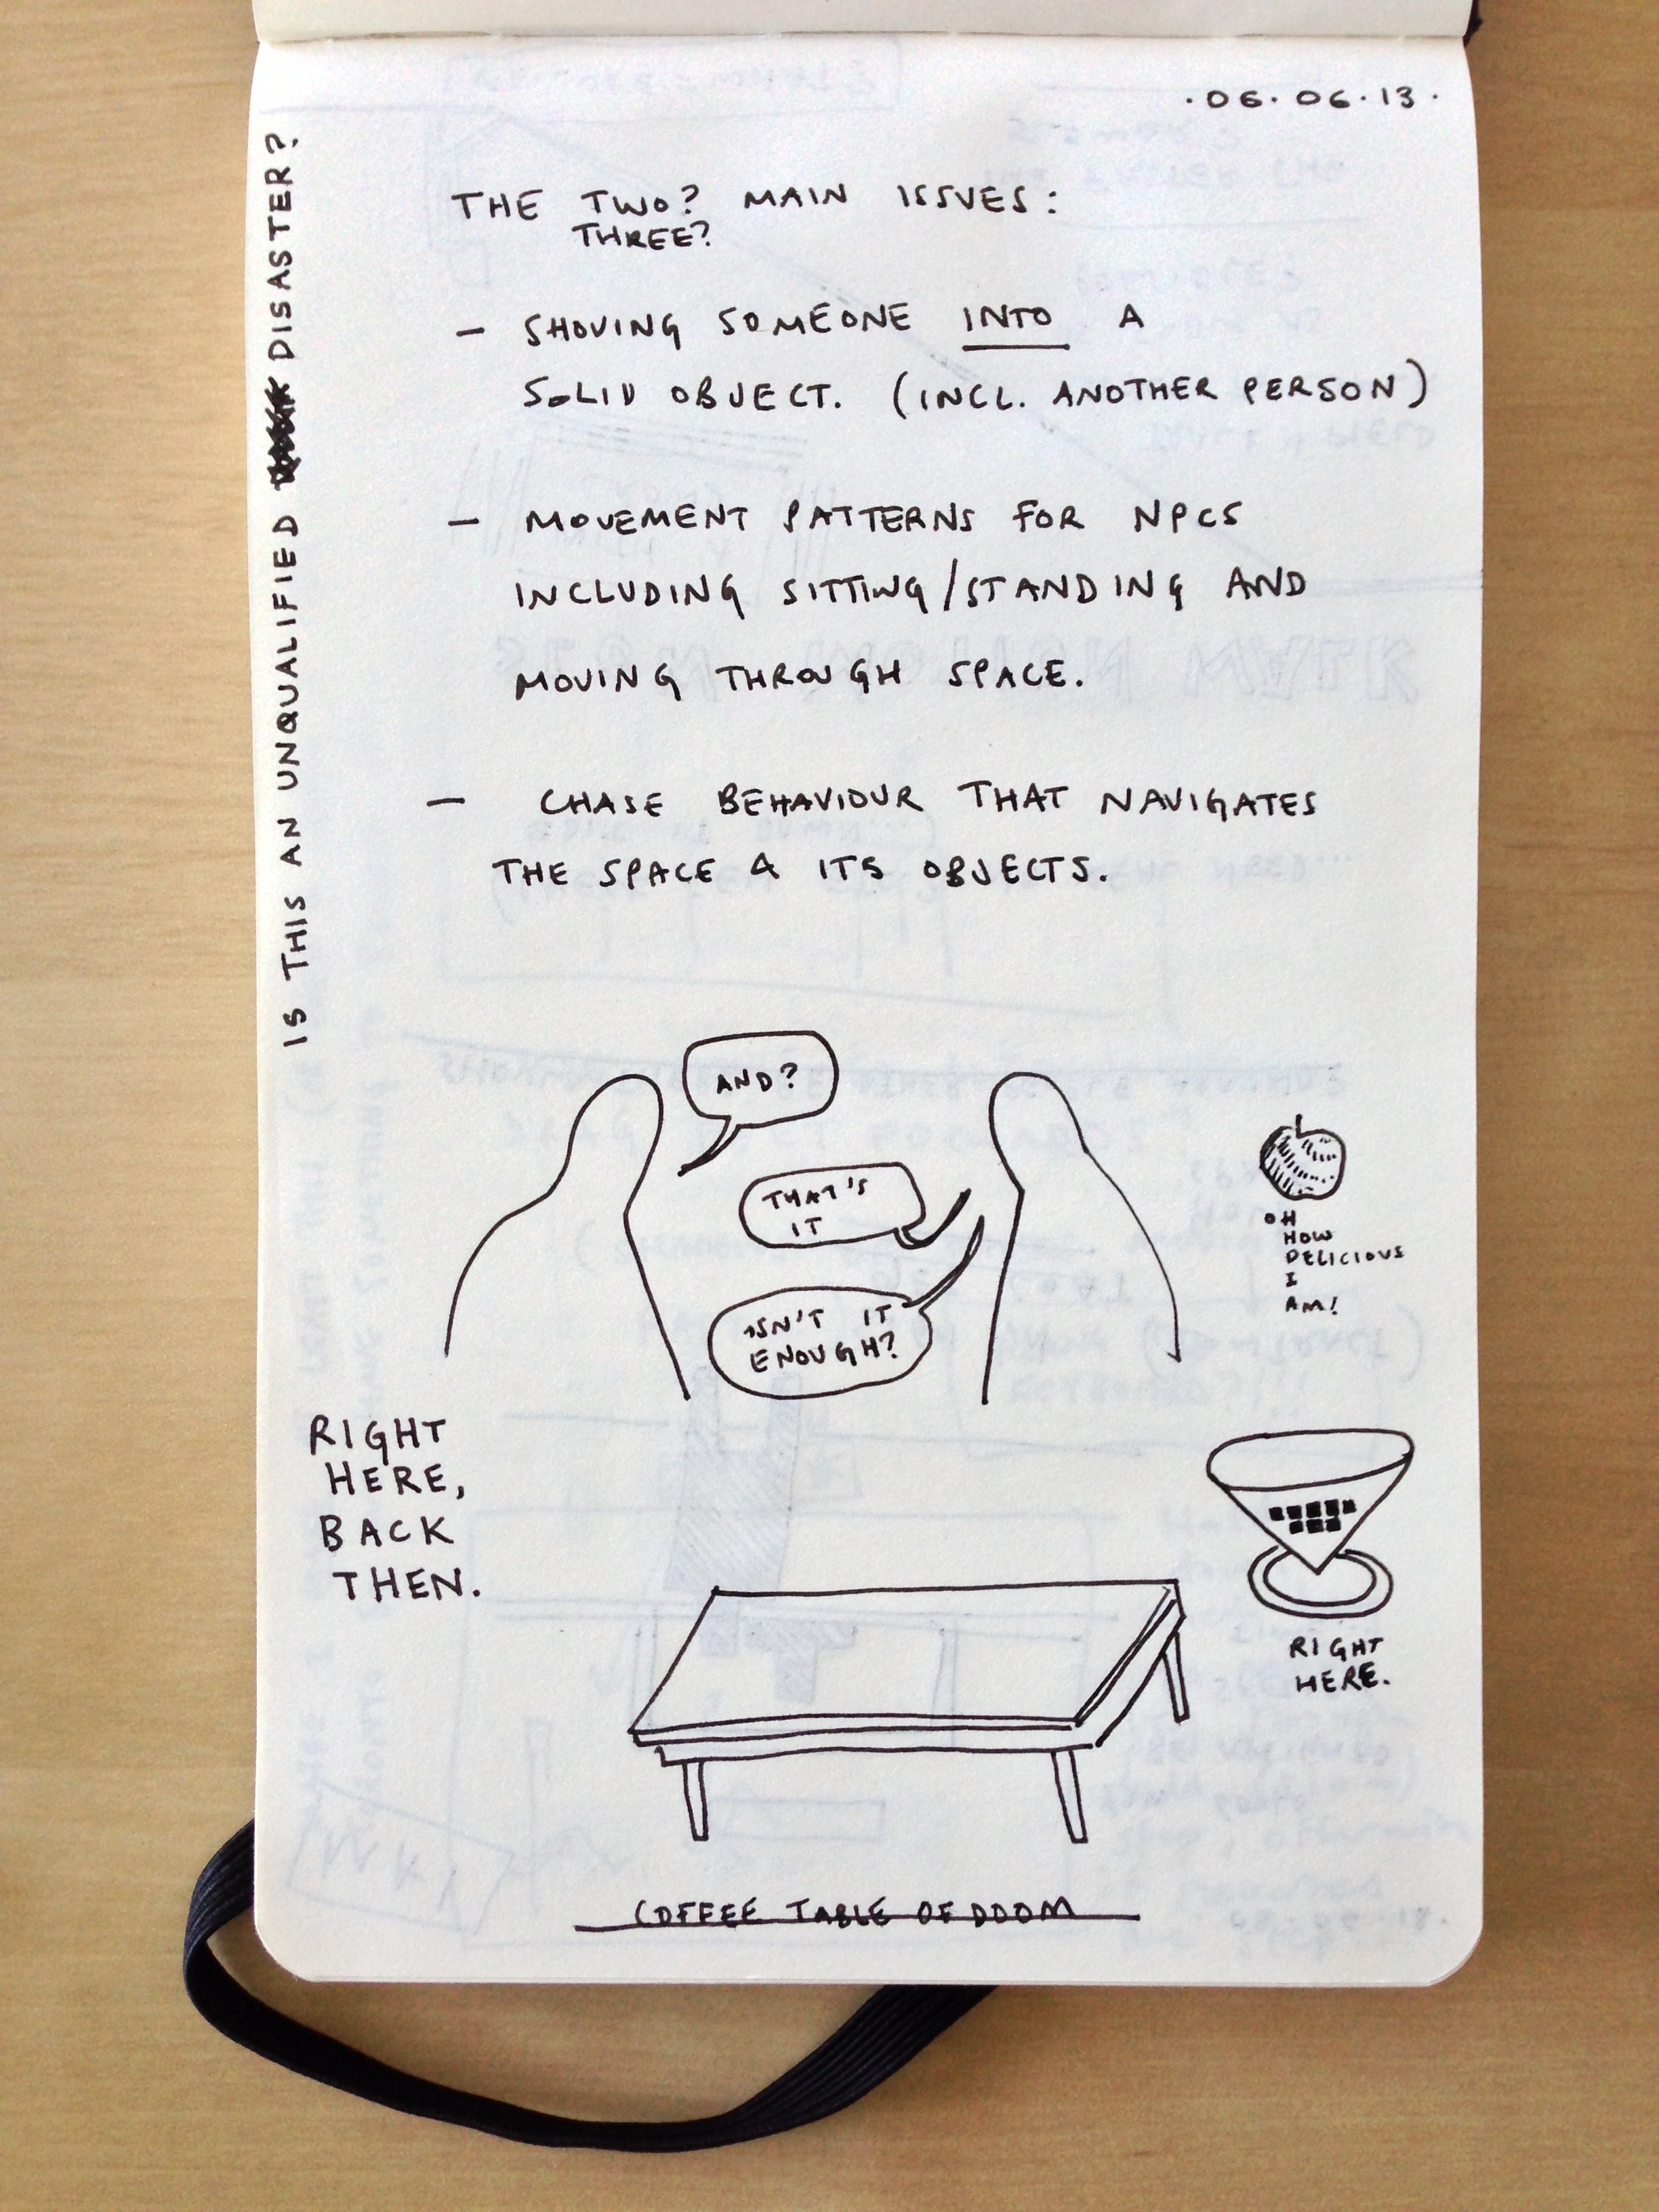 .06.06.13.
IS THIS AN UNQUALIFIED DISASTER?
THE TWO? MAIN ISSUES:
THREE?
- SHOVING SOMEONE INTO A
SOLID OBJECT. (INCL. ANOTHER PERSON)
- MOVEMENT PATTERNS FOR NPCS
INCLUDING SITTING/STANDING AND
MOVING THROUGH SPACE.
- CHASE BEHAVIOUR THAT NAVIGATES
THE SPACE & ITS OBJECTS.
AND?
THAT'S
IT
ISN'T IT
ENOUGH?
OH
HOW
DELICIOUS
I
AM!
RIGHT
HERE,
BACK
THEN.
RIGHT
HERE.
COFFEE TABLE OF DOOM